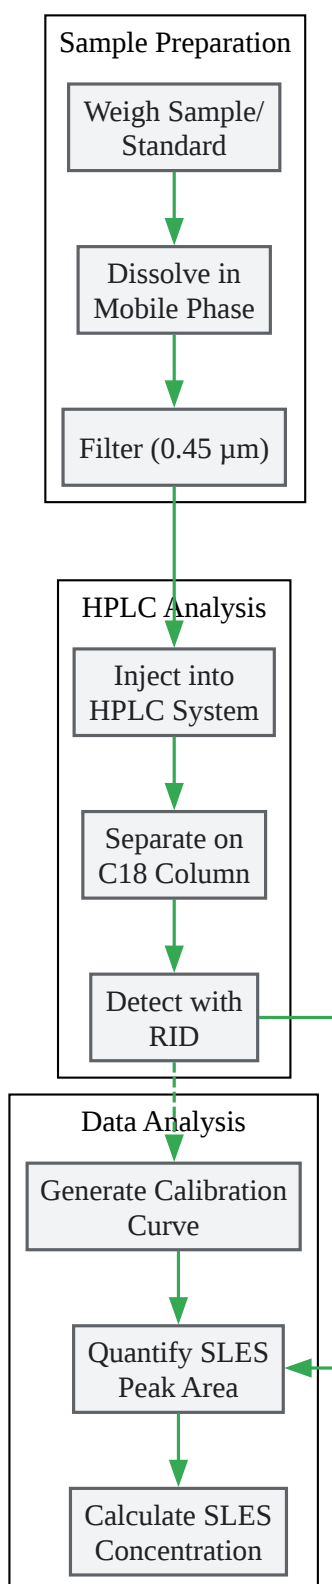 Sample Preparation
Weigh Sample/
Standard
Dissolve in
Mobile Phase
Filter (0.45 µm)
HPLC Analysis
Inject into
HPLC System
Separate on
C18 Column
Detect with
RID
Data Analysis
Generate Calibration
Curve
Quantify SLES
Peak Area
Calculate SLES
Concentration